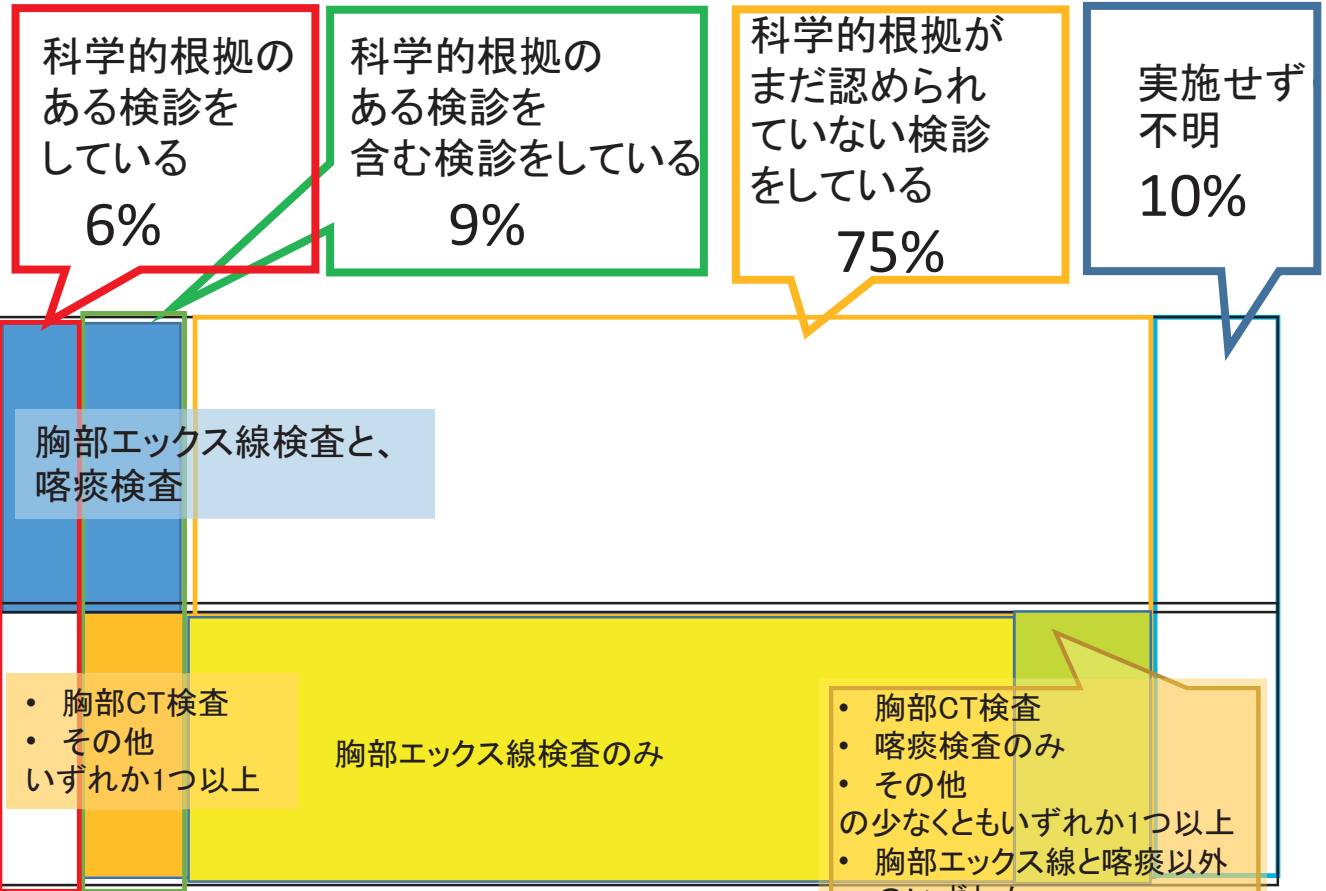 科学的根拠の
ある検診を
している
6%
科学的根拠の
ある検診を
含む検診をしている
9%
科学的根拠が
まだ認められ
ていない検診
をしている
75%
実施せず
不明
10%
胸部エックス線検査と、
喀痰検査
• 胸部CT検査
• その他
いずれか1つ以上
胸部エックス線検査のみ
• 胸部CT検査
• 喀痰検査のみ
• その他
の少なくともいずれか1つ以上
• 胸部エックス線と喀痰以外